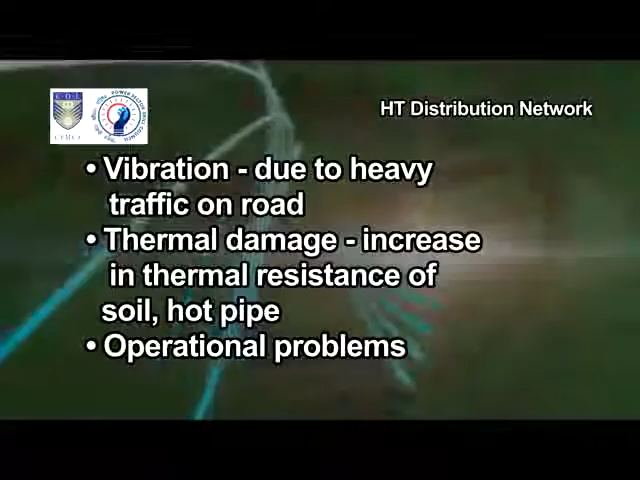 HT Distribution Network
• Vibration - due to heavy
traffic on road
• Thermal damage - increase
in thermal resistance of
soil, hot pipe
• Operational problems